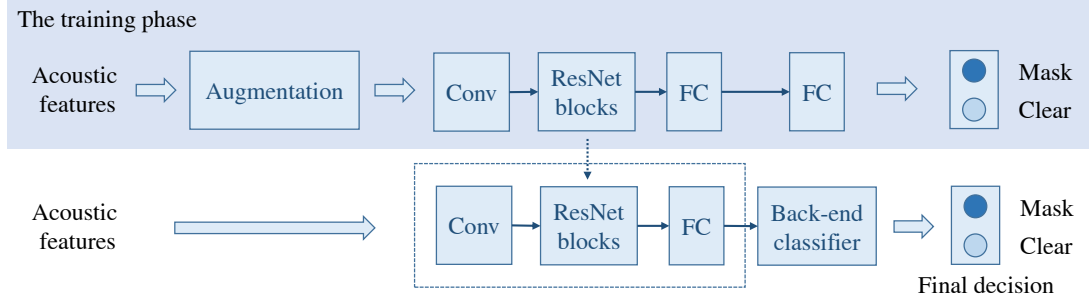 The training phase
Acoustic
features
Augmentation
Conv
ResNet
blocks
FC
FC
Mask
Clear
Acoustic
features
Conv
ResNet
blocks
FC
Back-end
classifier
Mask
Clear
Final decision